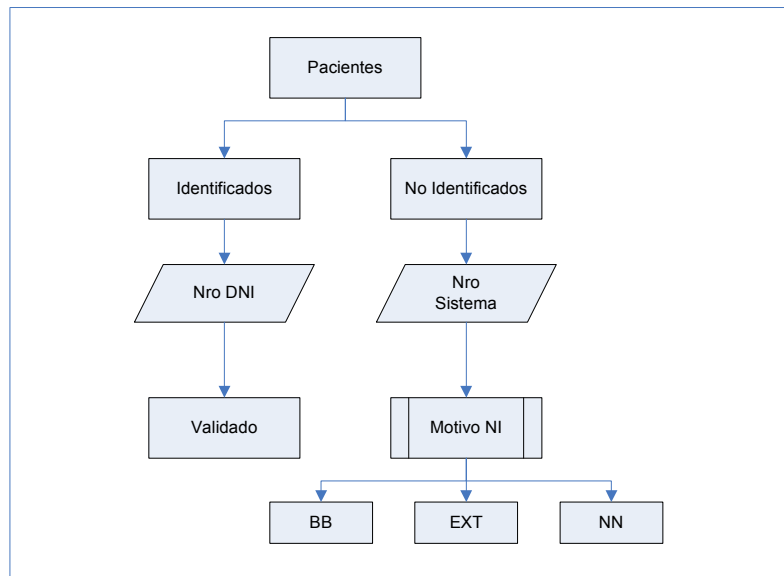 Pacientes
Identificados
No Identificados
Nro DNI
Nro
Sistema
Validado
Motivo NI
BB
EXT
NN